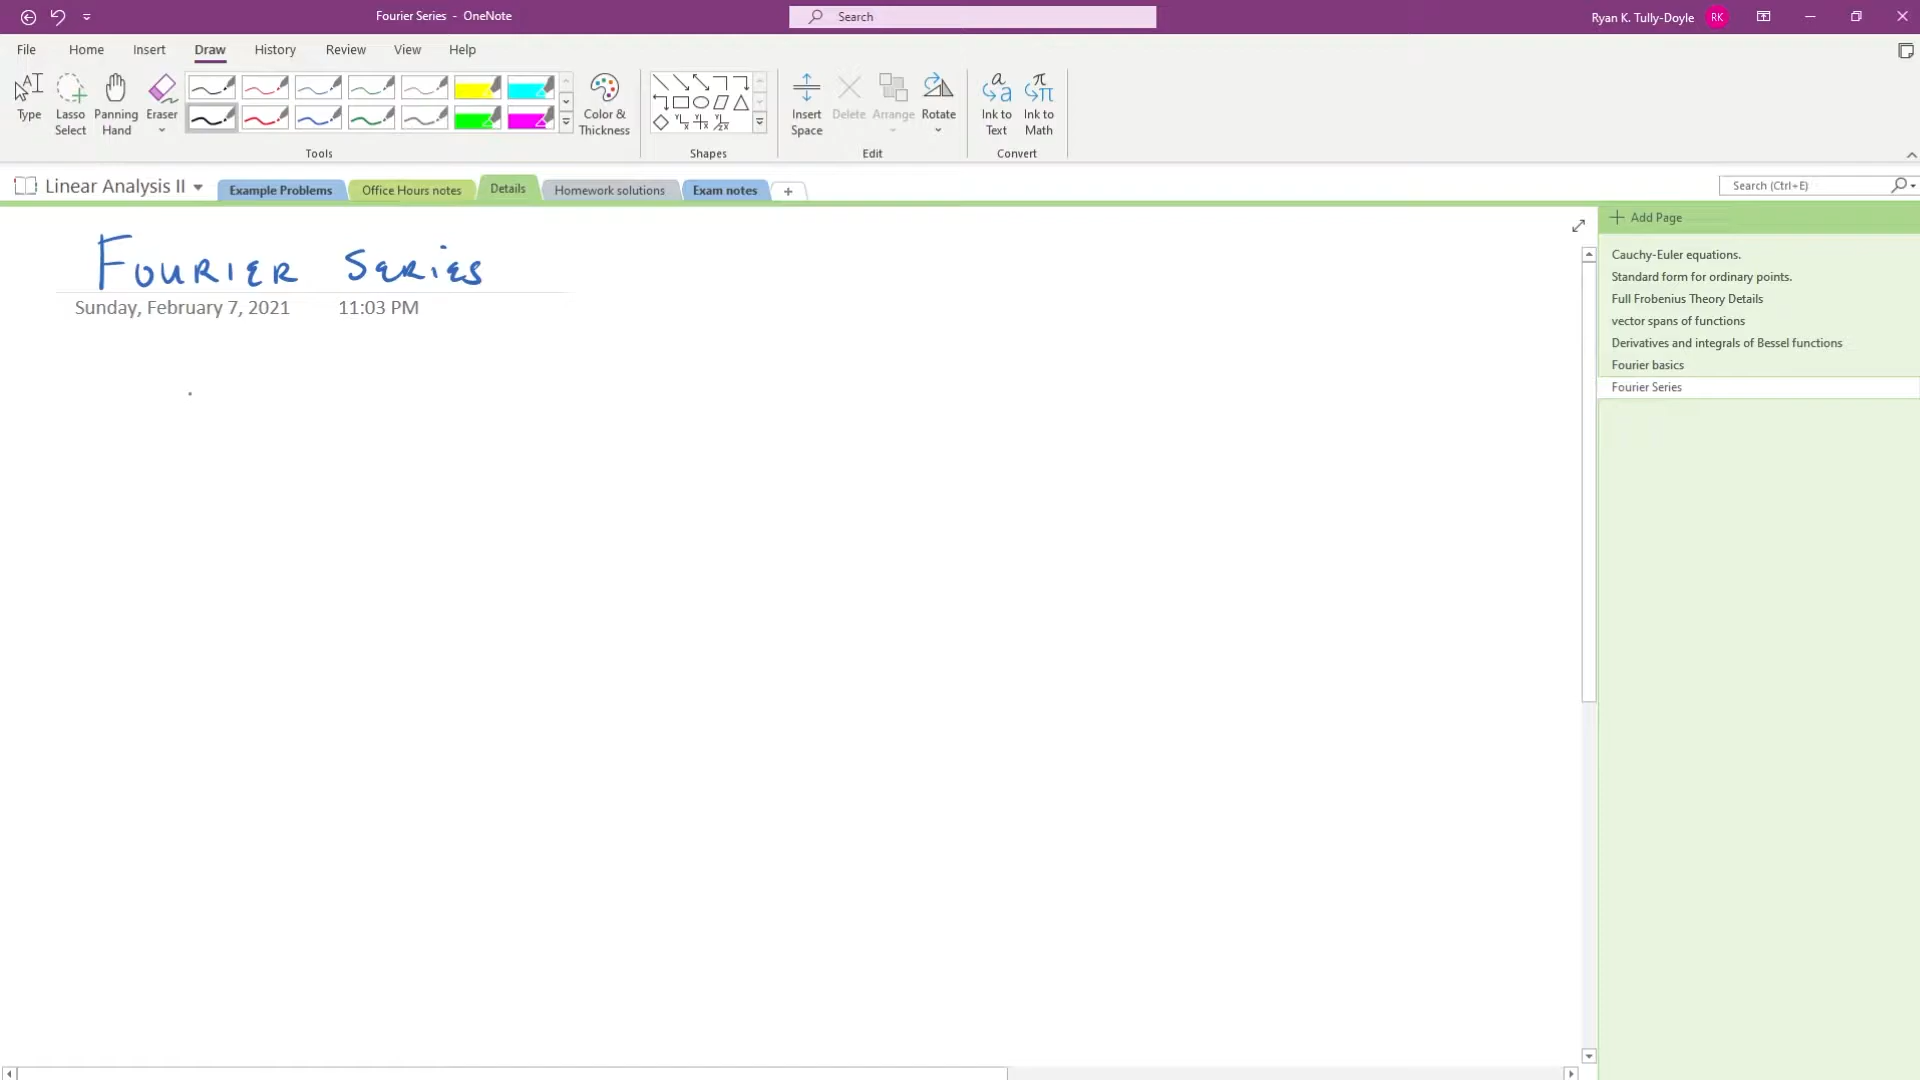 Fourier Series - OneNote
Search
Ryan K. Tully-Doyle
RK
File Home Insert Draw History Review View Help
Type
Lasso Select
Panning Hand
Eraser
Color & Thickness
Insert Space
Delete
Arrange
Rotate
Ink to Text
Ink to Math
Tools
Shapes
Edit
Convert
Linear Analysis II
Example Problems
Office Hours notes
Details
Homework solutions
Exam notes
Search (Ctrl+E)
FOURIER SERIES
Sunday, February 7, 2021 11:03 PM
Add Page
Cauchy-Euler equations.
Standard form for ordinary points.
Full Frobenius Theory Details
vector spans of functions
Derivatives and integrals of Bessel functions
Fourier basics
Fourier Series